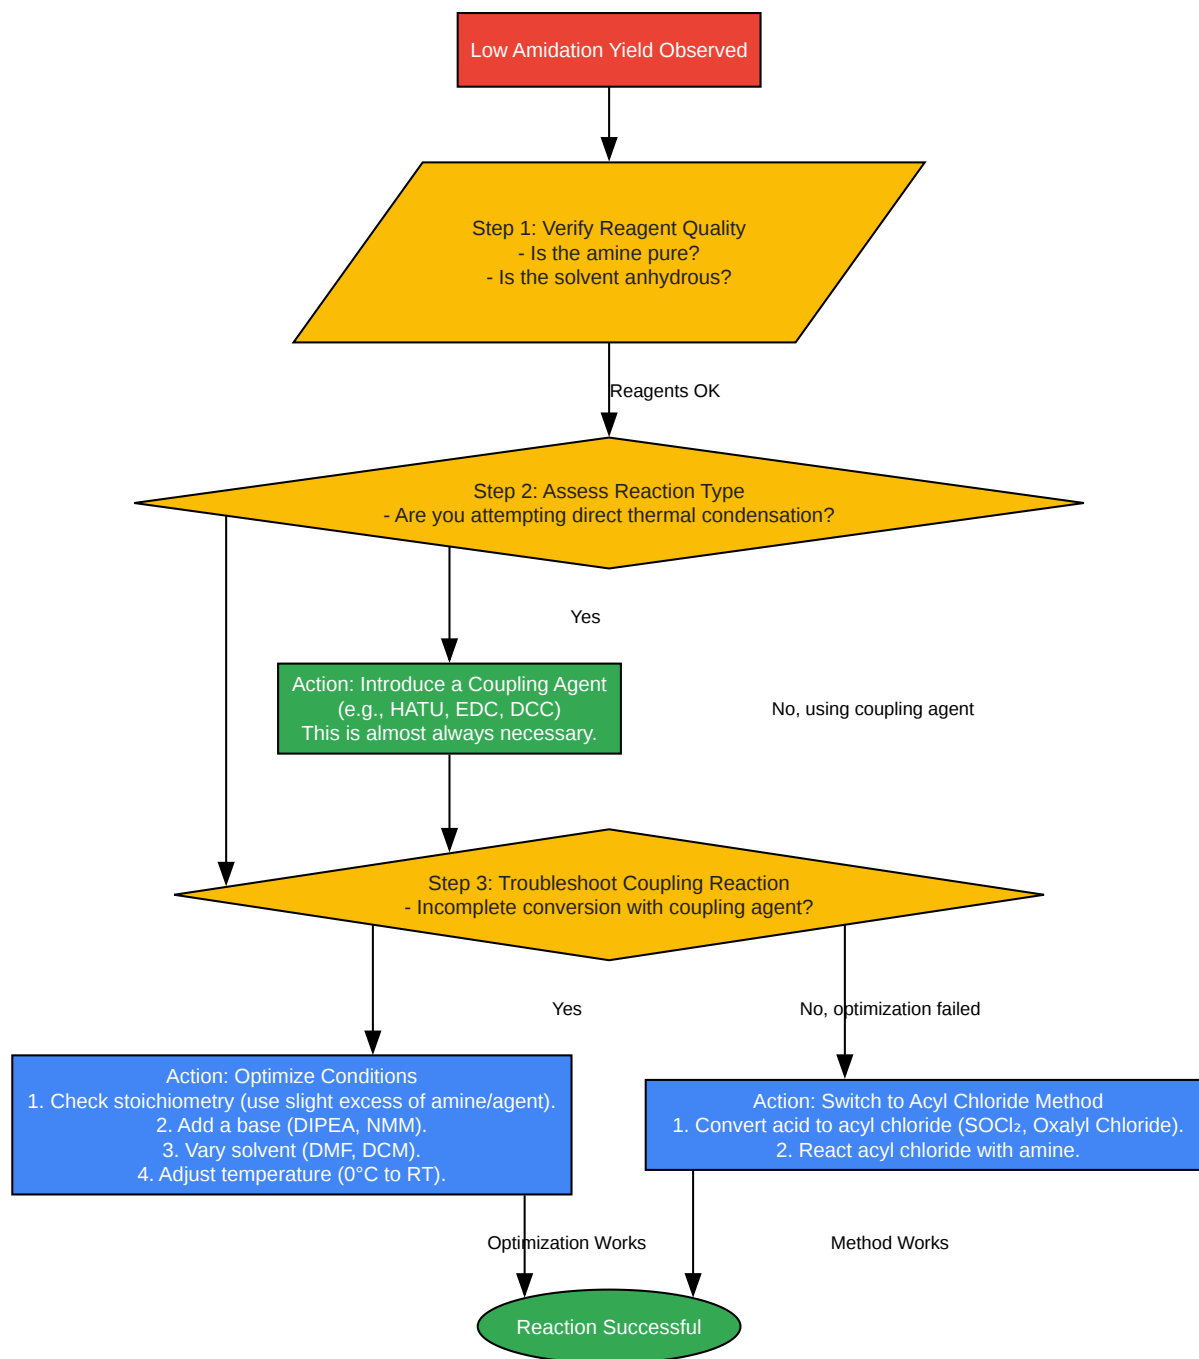 Low Amidation Yield Observed
Step 1: Verify Reagent Quality
- Is the amine pure?
- Is the solvent anhydrous?
Reagents OK
Step 2: Assess Reaction Type
- Are you attempting direct thermal condensation?
Yes
Action: Introduce a Coupling Agent
(e.g., HATU, EDC, DCC)
This is almost always necessary.
No, using coupling agent
Step 3: Troubleshoot Coupling Reaction
- Incomplete conversion with coupling agent?
Yes
No, optimization failed
Action: Optimize Conditions
1. Check stoichiometry (use slight excess of amine/agent).
2. Add a base (DIPEA, NMM).
3. Vary solvent (DMF, DCM).
4. Adjust temperature (0°C to RT).
Action: Switch to Acyl Chloride Method
1. Convert acid to acyl chloride (SOCl₂, Oxalyl Chloride).
2. React acyl chloride with amine.
Optimization Works
Method Works
Reaction Successful